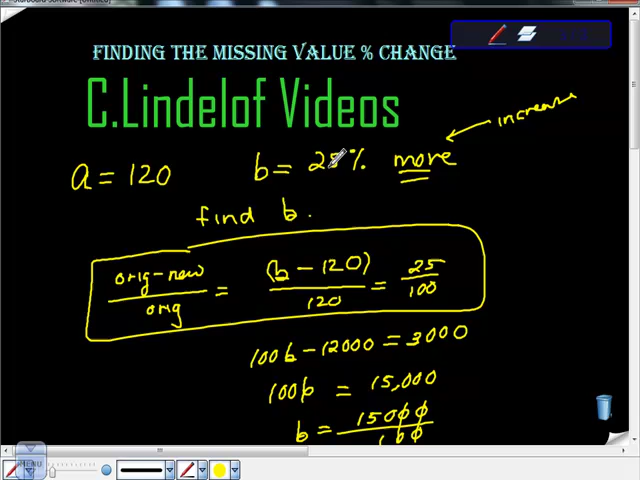 FINDING THE MISSING VALUE % CHANGE
C.Lindelof Videos
increase
a = 120 b = 25% more
find b.
orig-new / orig = (b - 120) / 120 = 25 / 100
100b - 12000 = 3000
100b = 15,000
b = 15000 / 100
MENU